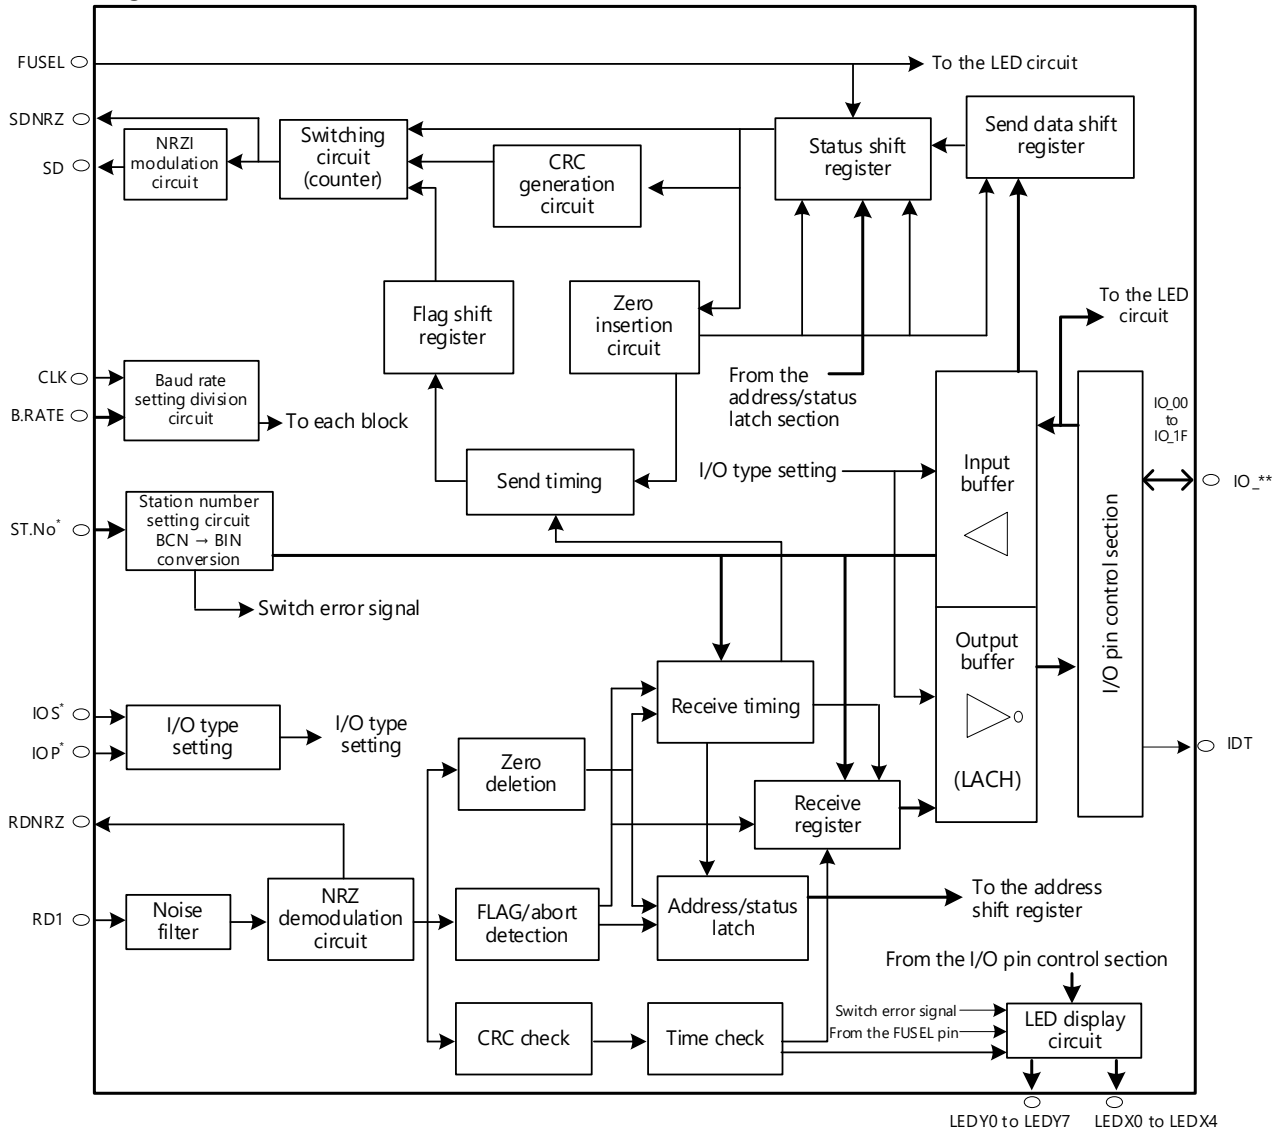 FUSEL
To the LED circuit
SDNRZ
SD
NRZI
modulation
circuit
Switching
circuit
(counter)
CRC
generation
circuit
Status shift
register
Send data shift
register
Flag shift
register
Zero
insertion
circuit
To the LED
circuit
CLK
B.RATE
Baud rate
setting division
circuit
To each block
From the
address/status
latch section
IO_00
to
IO_1F
I/O type setting
Input
buffer
Send timing
IO_**
ST.No*
Station number
setting circuit
BCN → BIN
conversion
Switch error signal
I/O pin control section
Output
buffer
(LACH)
Receive timing
IOS*
IOP*
I/O type
setting
I/O type
setting
IDT
Zero
deletion
Receive
register
RDNRZ
RD1
Noise
filter
NRZ
demodulation
circuit
FLAG/abort
detection
Address/status
latch
To the address
shift register
From the I/O pin control section
CRC check
Time check
Switch error signal
From the FUSEL pin
LED display
circuit
LEDY0 to LEDY7
LEDX0 to LEDX4